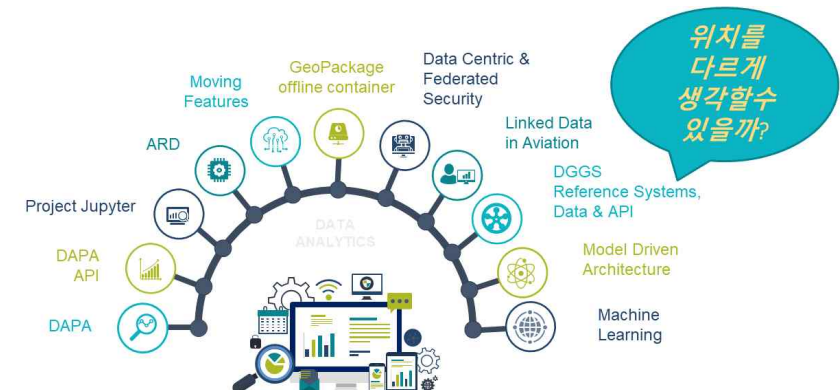 위치를
다르게
생각할수
있을까?
Data Centric &
Federated
Security
GeoPackage
offline container
Moving
Features
Linked Data
in Aviation
ARD
DGGS
Reference Systems,
Data & API
Project Jupyter
DATA
ANALYTICS
Model Driven
Architecture
DAPA
API
Machine
Learning
DAPA